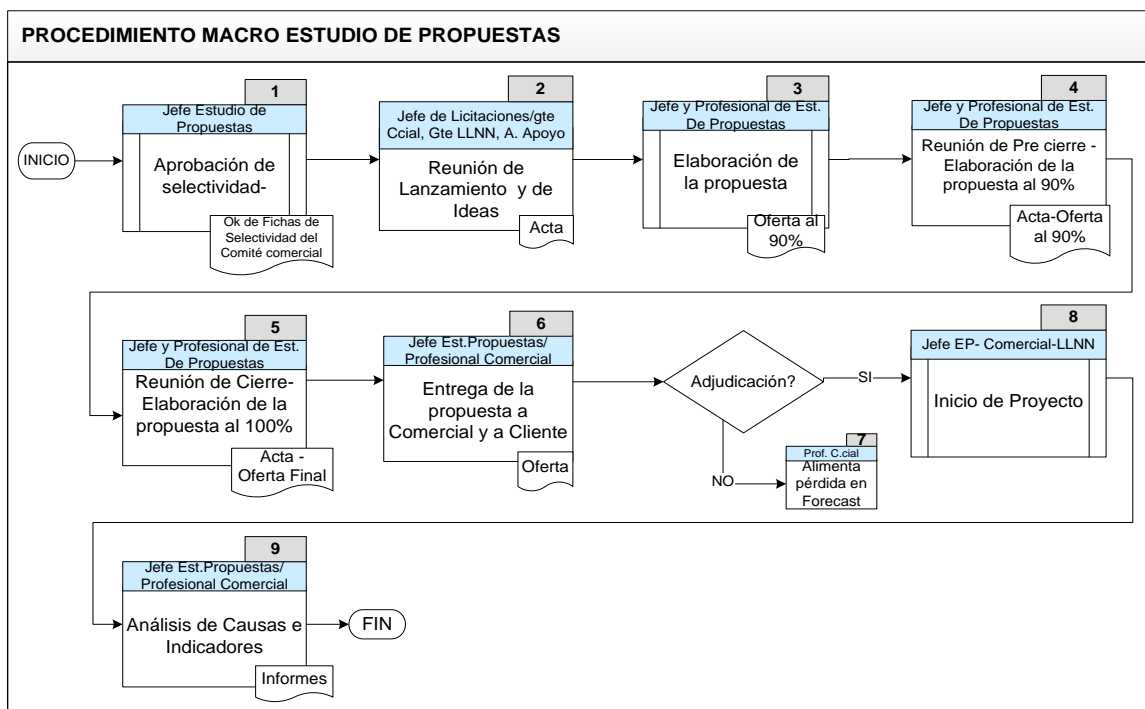 PROCEDIMIENTO MACRO ESTUDIO DE PROPUESTAS
INICIO
1
Jefe Estudio de
Propuestas
Aprobación de
selectividad-
Ok de Fichas de
Selectividad del
Comité comercial
2
Jefe de Licitaciones/gte
Ccial, Gte LLNN, A. Apoyo
Reunión de
Lanzamiento y de
Ideas
Acta
3
Jefe y Profesional de Est.
De Propuestas
Elaboración de
la propuesta
Oferta al
90%
4
Jefe y Profesional de Est.
De Propuestas
Reunión de Pre cierre -
Elaboración de la
propuesta al 90%
Acta-Oferta
al 90%
5
Jefe y Profesional de Est.
De Propuestas
Reunión de Cierre-
Elaboración de la
propuesta al 100%
Acta -
Oferta Final
6
Jefe Est.Propuestas/
Profesional Comercial
Entrega de la
propuesta a
Comercial y a Cliente
Oferta
Adjudicación?
SI
NO
7
Prof. C.cial
Alimenta
pérdida en
Forecast
8
Jefe EP- Comercial-LLNN
Inicio de Proyecto
9
Jefe Est.Propuestas/
Profesional Comercial
Análisis de Causas e
Indicadores
Informes
FIN